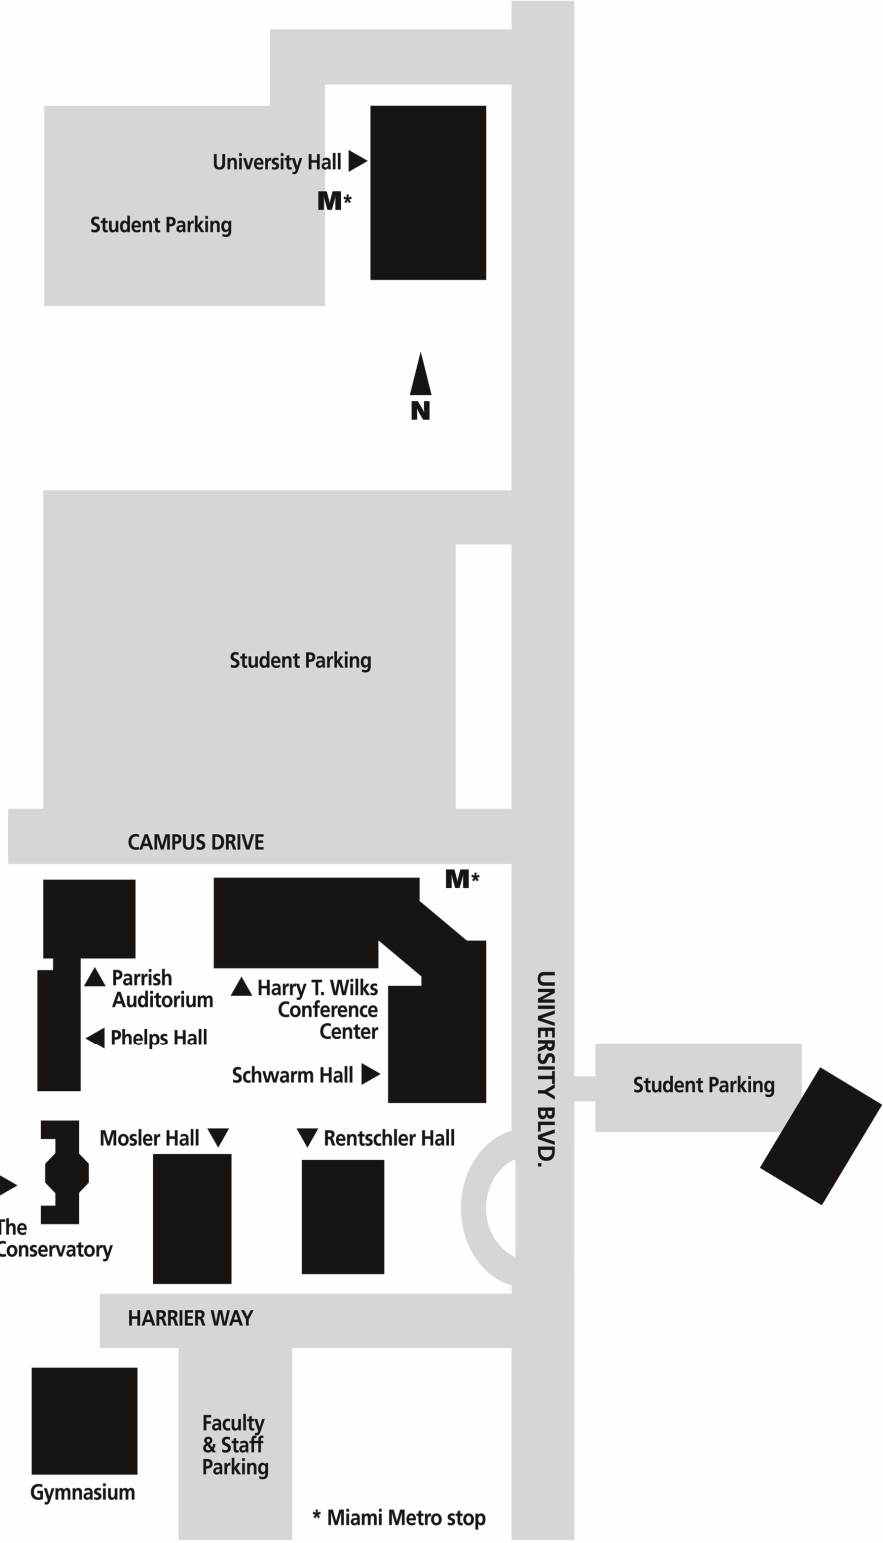 University Hall
M*
Student Parking
N
Student Parking
CAMPUS DRIVE
M*
Parrish
Auditorium
Harry T. Wilks
Conference
Center
Phelps Hall
Schwarm Hall
UNIVERSITY BLVD.
Student Parking
Mosler Hall
Rentschler Hall
The
Conservatory
HARRIER WAY
Faculty
& Staff
Parking
Gymnasium
* Miami Metro stop